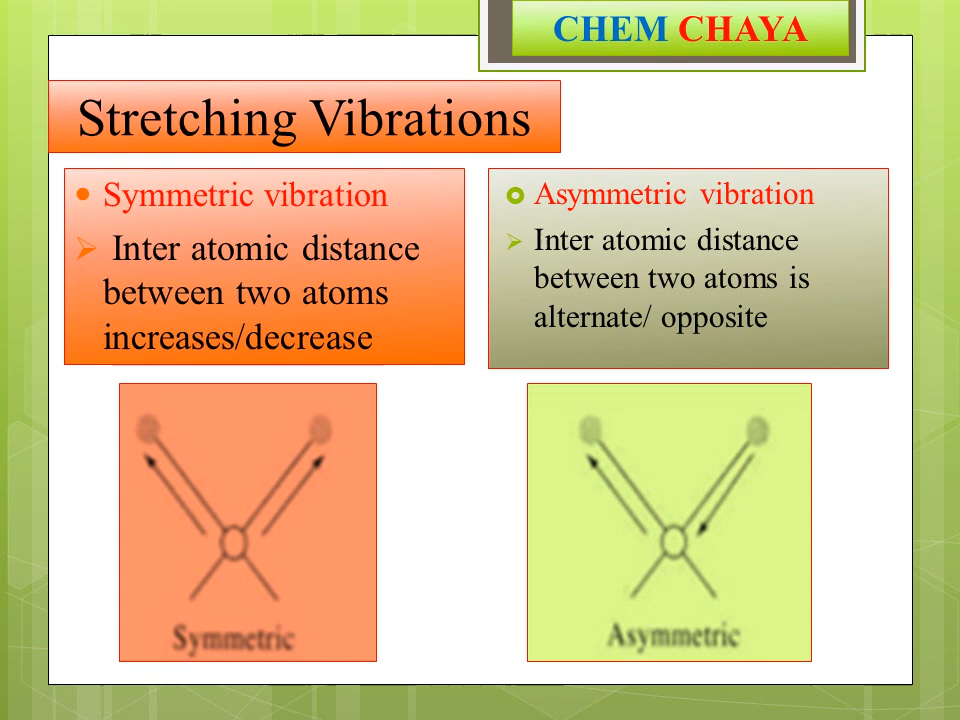 CHEM CHAYA
Stretching Vibrations
Symmetric vibration
Inter atomic distance
between two atoms
increases/decrease
Asymmetric vibration
Inter atomic distance
between two atoms is
alternate/ opposite
Symmetric
Asymmetric